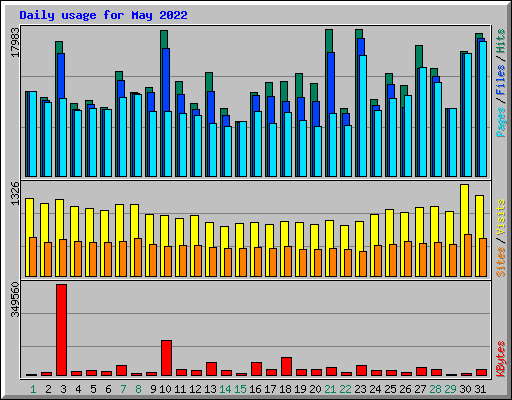 Daily usage for May 2022
17983
Pages / Files / Hits
1326
Sites / Visits
349560
KBytes
1 2 3 4 5 6 7 8 9 10 11 12 13 14 15 16 17 18 19 20 21 22 23 24 25 26 27 28 29 30 31